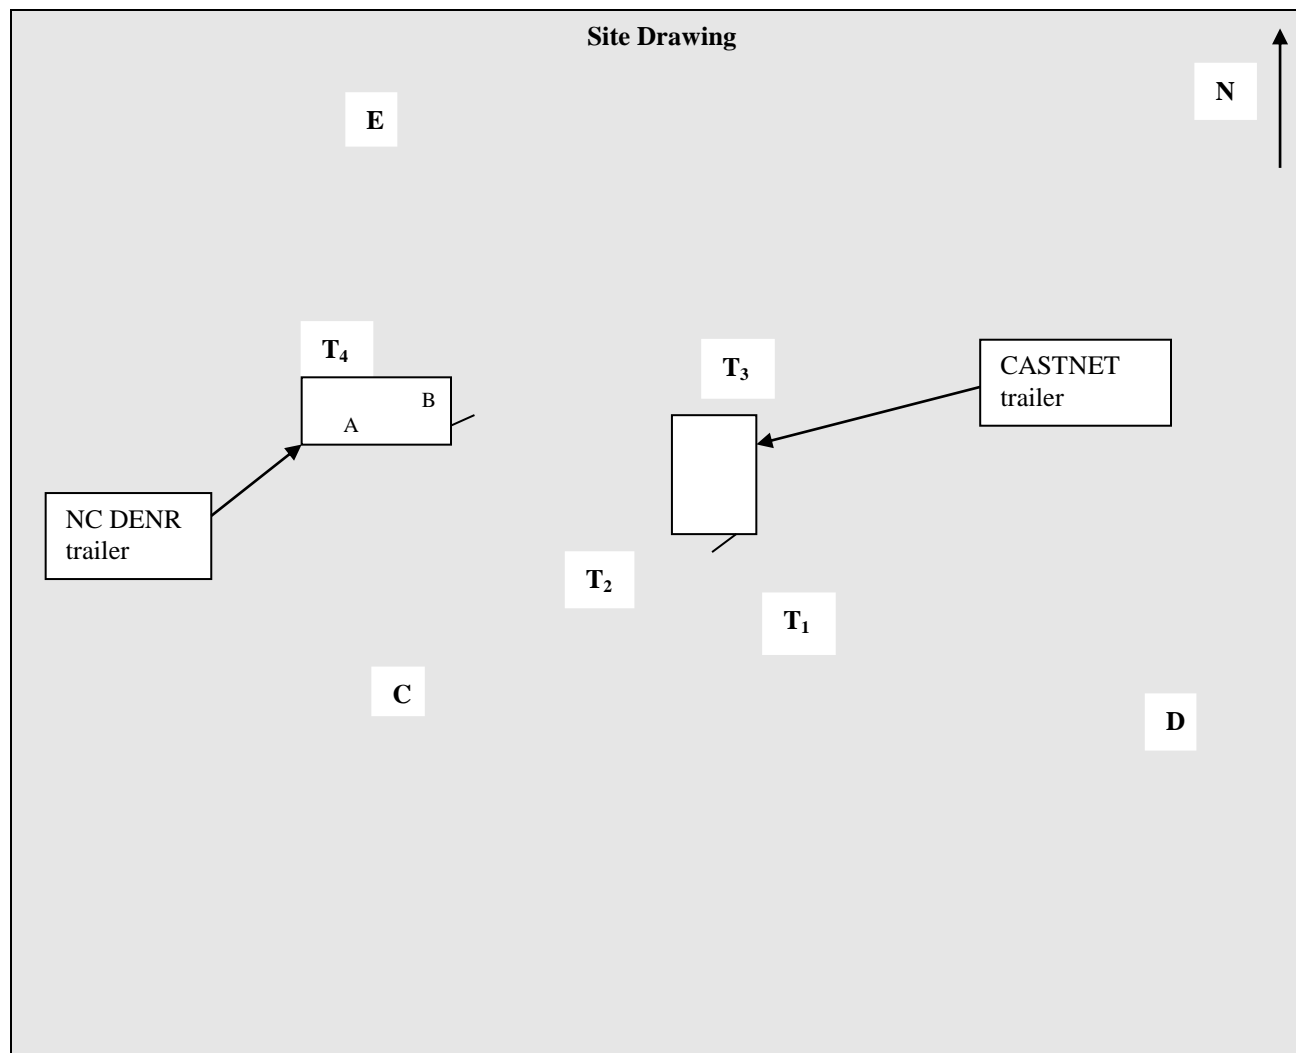 Site Drawing
N
E
T₄
T₃
CASTNET
trailer
B
A
NC DENR
trailer
T₂
T₁
C
D